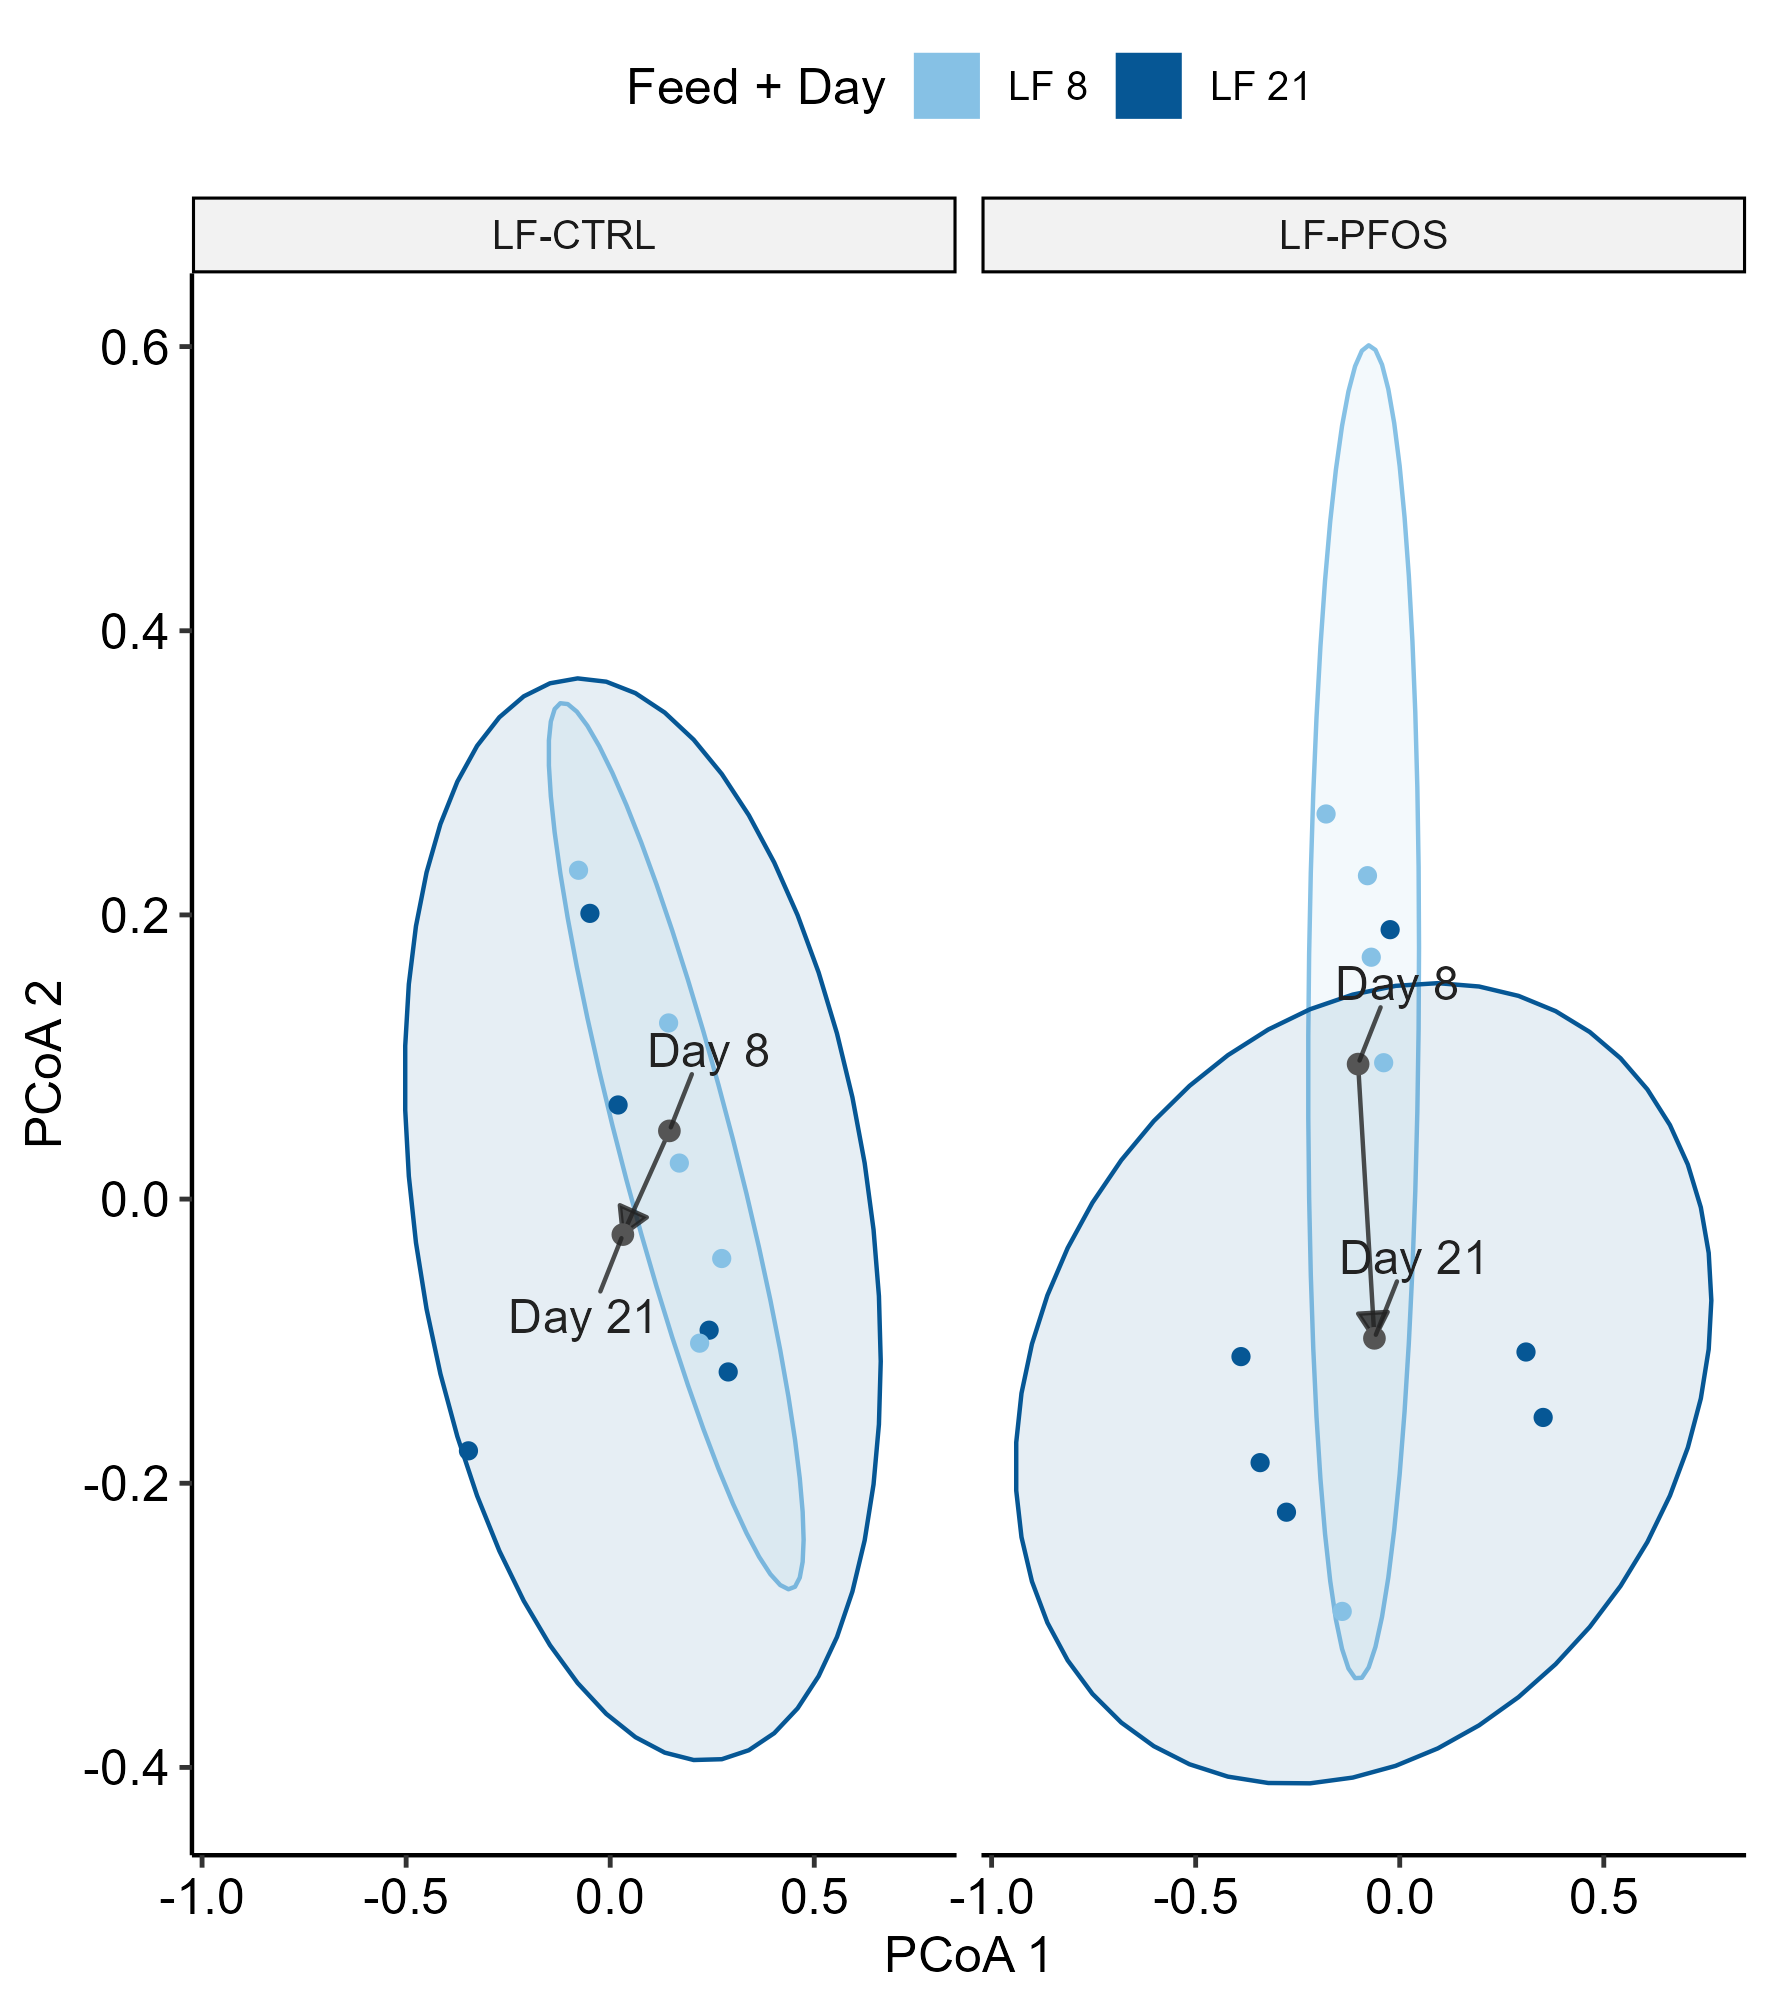 Feed + Day LF 8 LF 21
LF-CTRL LF-PFOS
0.6
0.4
0.2
0.0
-0.2
-0.4
PCoA 2
Day 8
Day 21
Day 8
Day 21
-1.0 -0.5 0.0 0.5 -1.0 -0.5 0.0 0.5
PCoA 1